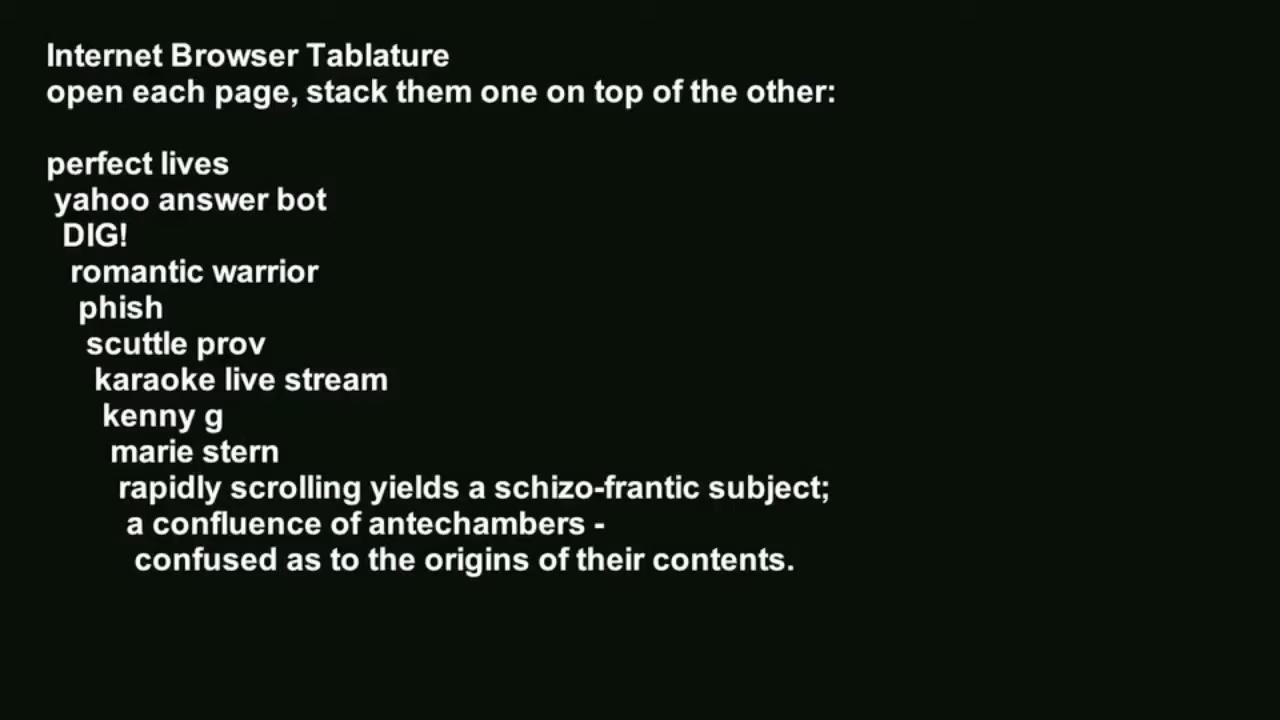 Internet Browser Tablature
open each page, stack them one on top of the other:
perfect lives
yahoo answer bot
DIG!
romantic warrior
phish
scuttle prov
karaoke live stream
kenny g
marie stern
rapidly scrolling yields a schizo-frantic subject;
a confluence of antechambers -
confused as to the origins of their contents.